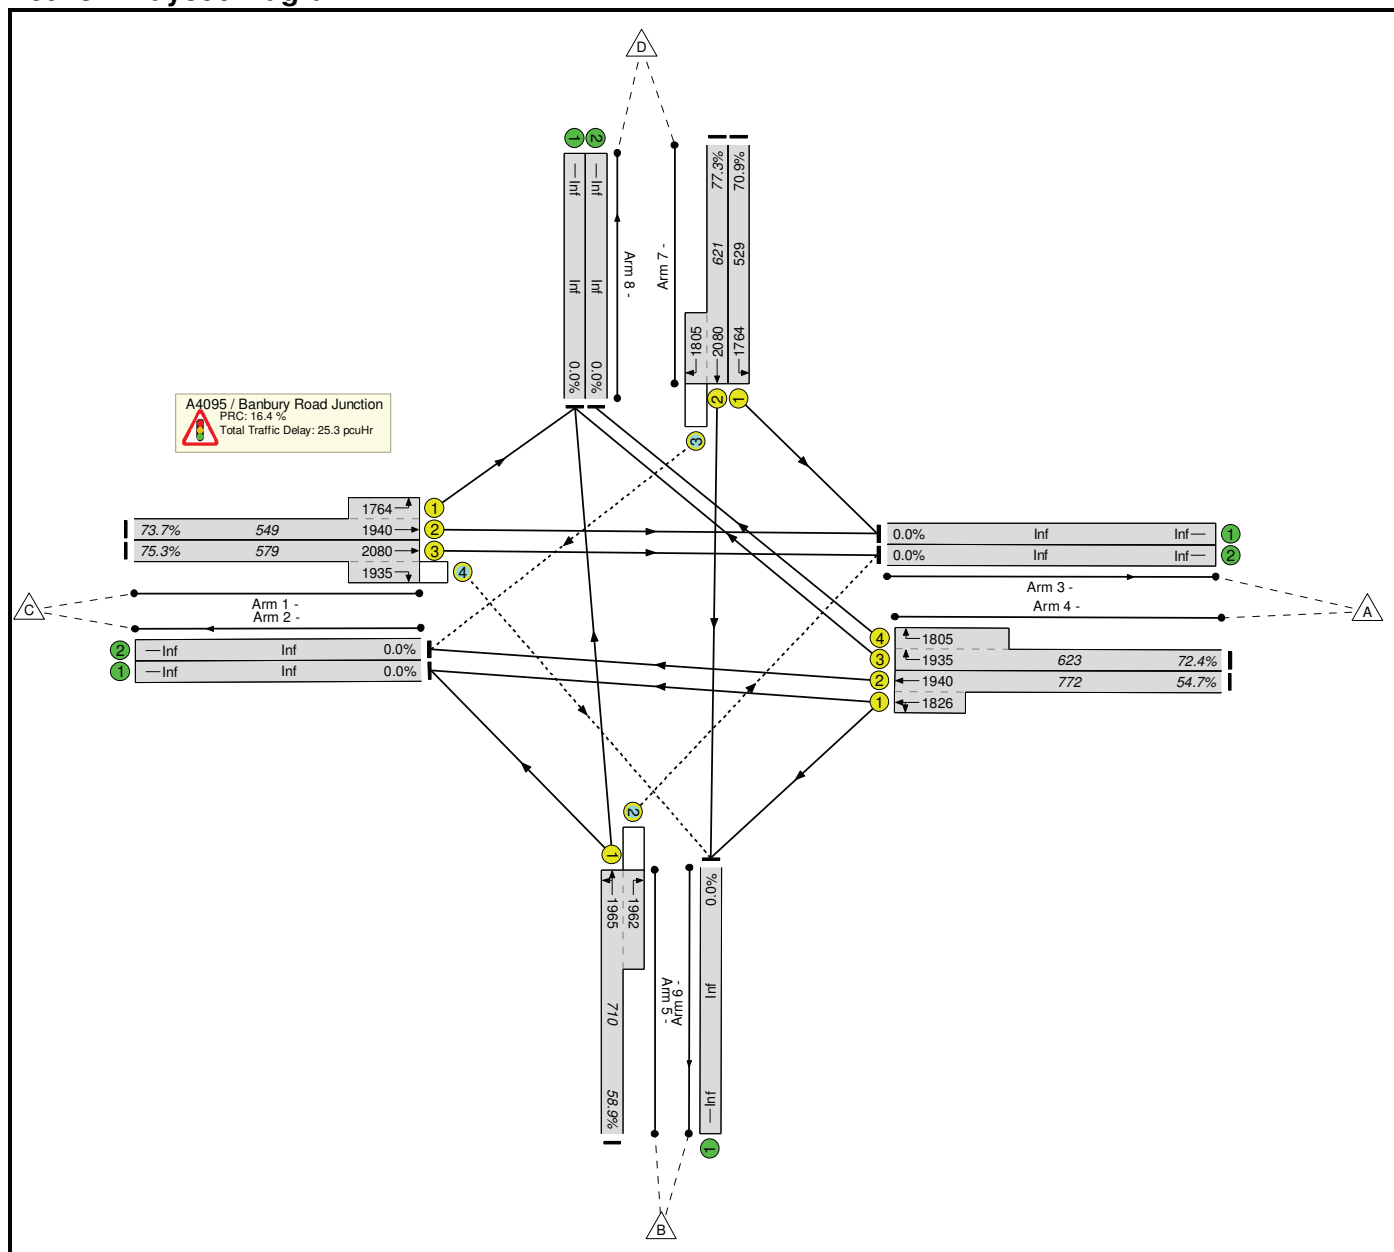 D
1 2
—Inf —Inf
Inf Inf
0.0% 0.0%
Arm 8 -
Arm 7 -
77.3% 70.9%
621 529
1805 2080 1764
3 2 1
A4095 / Banbury Road Junction
PRC: 16.4 %
Total Traffic Delay: 25.3 pcuHr
1764 1
73.7% 549 1940 2
75.3% 579 2080 3
1935 4
C
Arm 1 -
Arm 2 -
2 —Inf Inf 0.0%
1 —Inf Inf 0.0%
0.0% Inf Inf— 1
0.0% Inf Inf— 2
Arm 3 -
Arm 4 -
A
4 1805
3 1935 623 72.4%
2 1940 772 54.7%
1 1826
2
1
1965 1962
710
58.9%
Arm 5 -
Arm 6 -
0.0%
Inf
—Inf
1
B